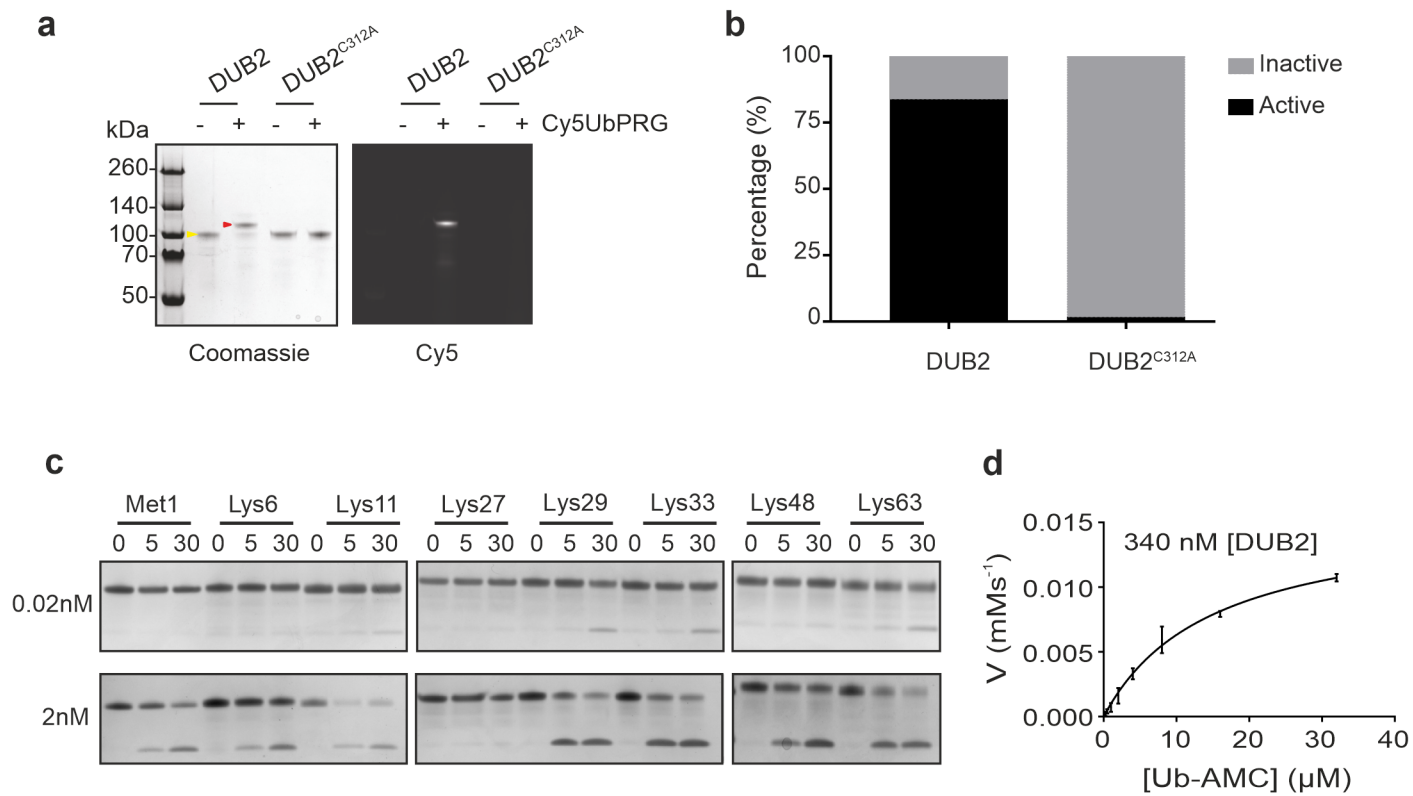 a
DUB2 DUB2C312A DUB2 DUB2C312A
kDa - + - + - + - + Cy5UbPRG
260-
140-
100-
70-
50-
Coomassie Cy5
b
Percentage (%)
100
75
50
25
0
DUB2 DUB2C312A
Inactive
Active
c
Met1 Lys6 Lys11 Lys27 Lys29 Lys33 Lys48 Lys63
0 5 30 0 5 30 0 5 30 0 5 30 0 5 30 0 5 30 0 5 30 0 5 30
0.02nM
2nM
d
340 nM [DUB2]
V (mMs-1)
0.015
0.010
0.005
0.000
0 10 20 30 40
[Ub-AMC] (µM)